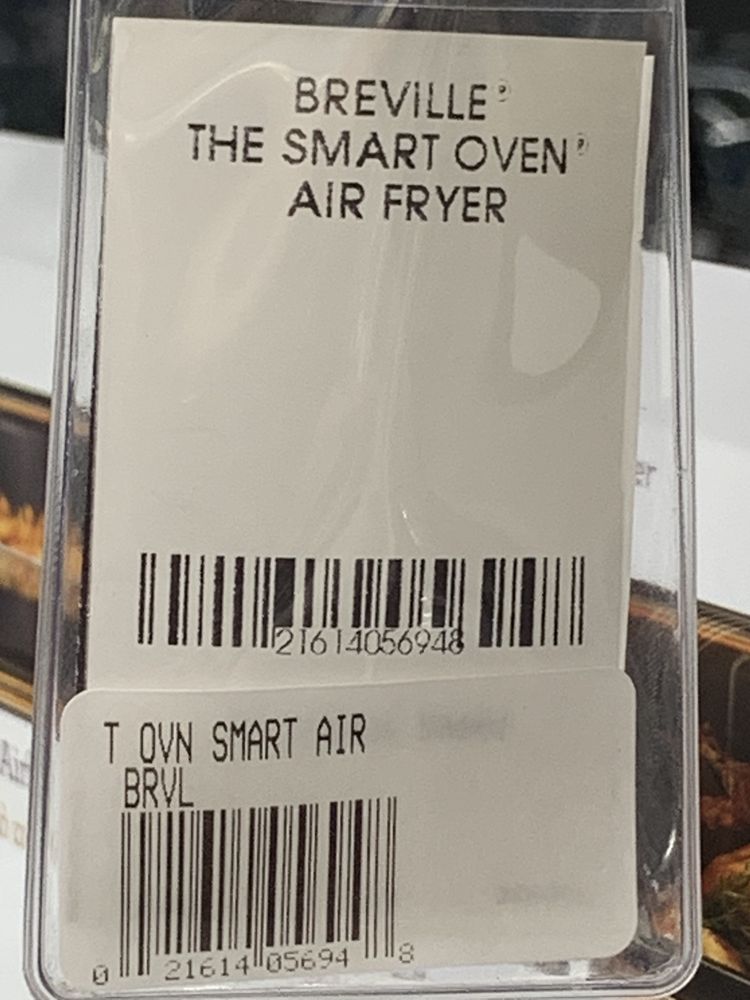 BREVILLE®
THE SMART OVEN®
AIR FRYER
21614056948
T OVN SMART AIR
BRVL
0 21614 05694 8